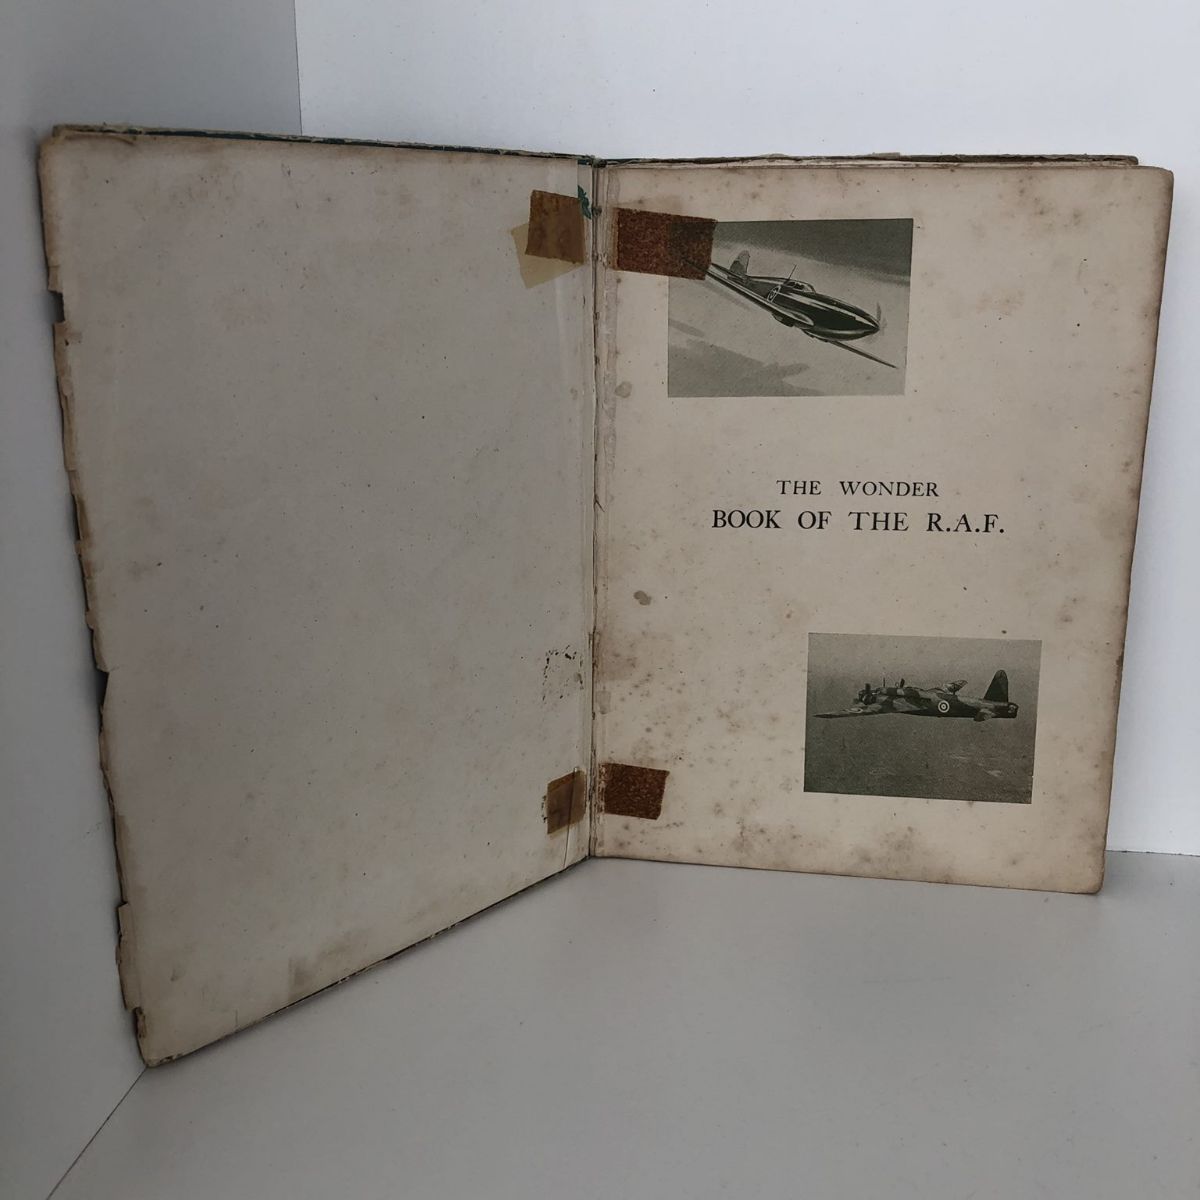 THE WONDER
BOOK OF THE R.A.F.